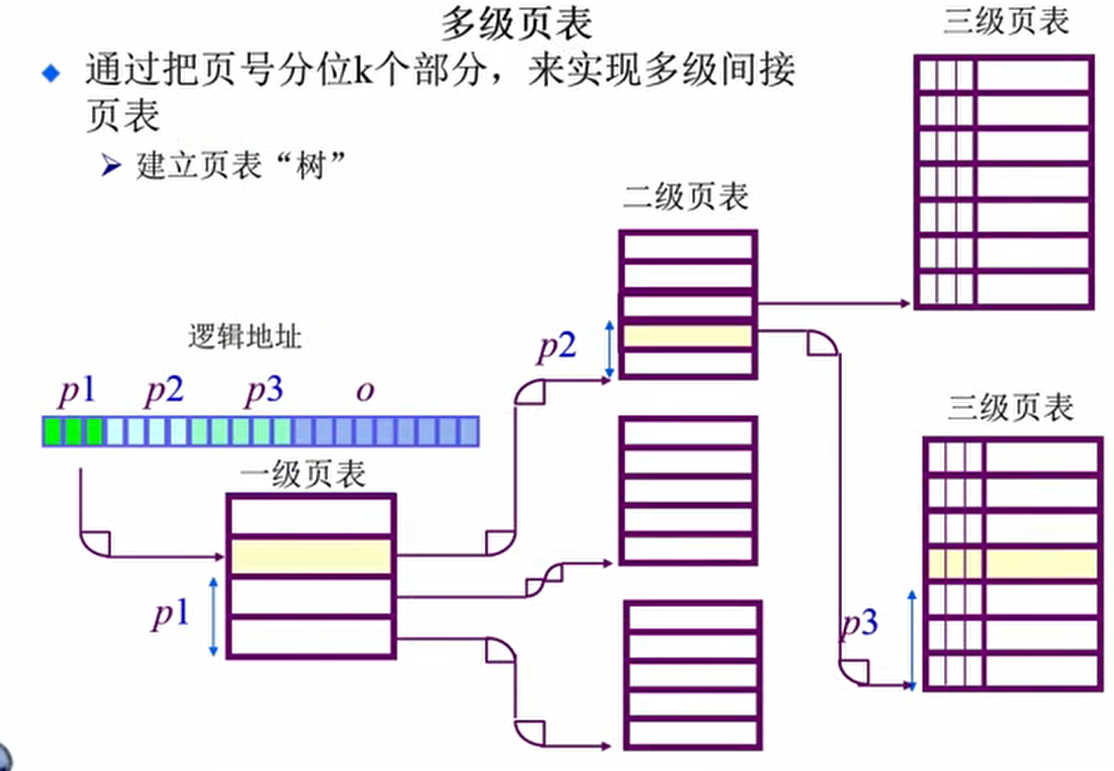 多级页表
通过把页号分位k个部分，来实现多级间接
页表
建立页表“树”
三级页表
二级页表
逻辑地址
p1 p2 p3 o
p2
一级页表
三级页表
p1
p3